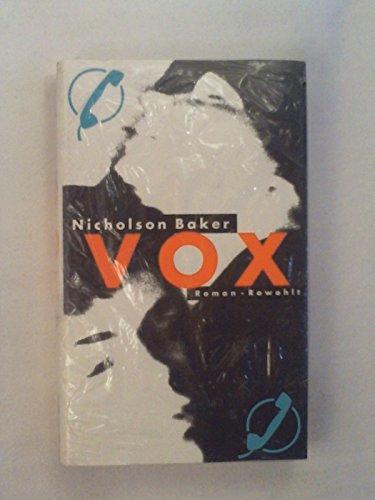 Nicholson Baker
VOX
Roman · Rowohlt